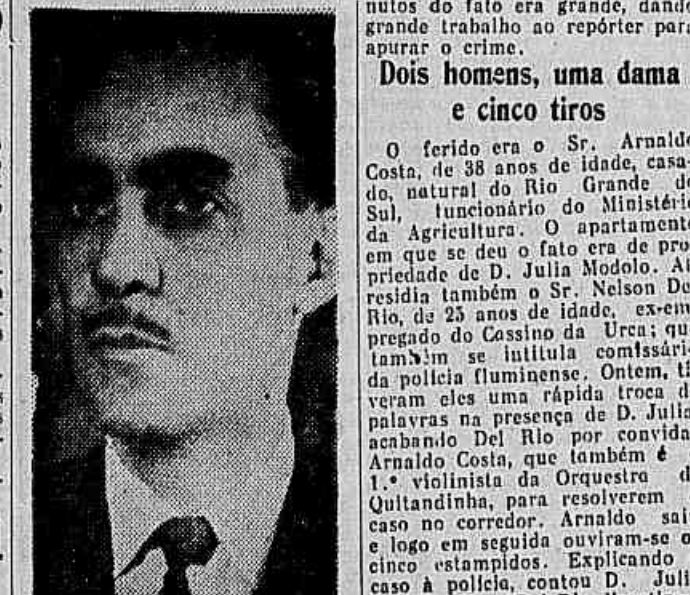 nutos do fato era grande, dando
grande trabalho ao repórter para
apurar o crime.
Dois homens, uma dama
e cinco tiros
O ferido era o Sr. Arnaldo
Costa, de 38 anos de idade, casa-
do, natural do Rio Grande do
Sul, funcionário do Ministério
da Agricultura. O apartamento
em que se deu o fato era de pro-
priedade de D. Julia Modolo. Ai
residia também o Sr. Nelson Del
Rio, de 25 anos de idade, ex-em-
pregado do Cassino da Urca; que
também se intitula comissário
da policia fluminense. Ontem, ti-
veram eles uma rápida troca de
palavras na presença de D. Julia,
acabando Del Rio por convidar
Arnaldo Costa, que também é
1.º violinista da Orquestra de
Quitandinha, para resolverem
caso no corredor. Arnaldo saiu
e logo em seguida ouviram-se os
cinco estampidos. Explicando
caso à policia, contou D. Julia